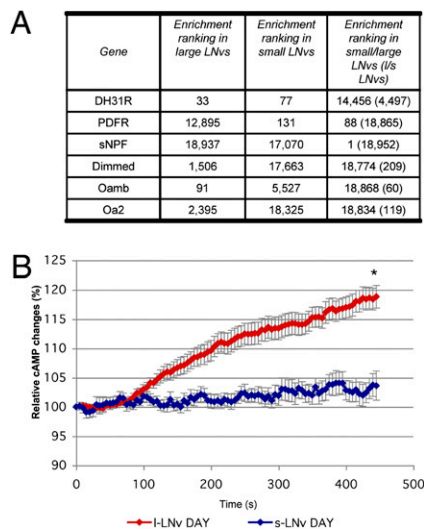 A
Gene Enrichment ranking in large LNvs Enrichment ranking in small LNvs Enrichment ranking in small/large LNvs (l/s LNvs)
DH31R 33 77 14,456 (4,497)
PDFR 12,895 131 88 (18,865)
sNPF 18,937 17,070 1 (18,952)
Dimmed 1,506 17,663 18,774 (209)
Oamb 91 5,527 18,868 (60)
Oa2 2,395 18,325 18,834 (119)
B
Relative cAMP changes (%)
125
120
115
110
105
100
95
90
*
0 100 200 300 400 500
Time (s)
l-LNv DAY s-LNv DAY